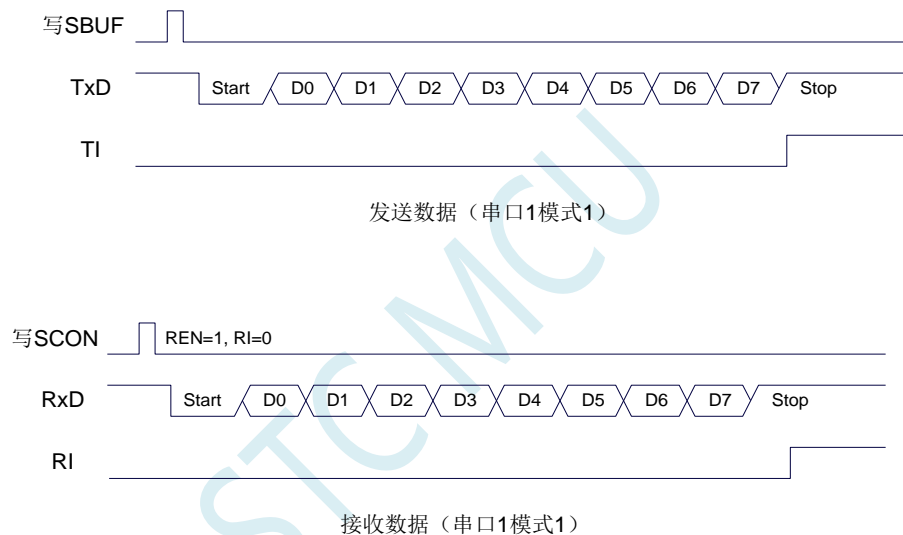 写SBUF
TxD Start D0 D1 D2 D3 D4 D5 D6 D7 Stop
TI
发送数据（串口1模式1）
写SCON REN=1, RI=0
RxD Start D0 D1 D2 D3 D4 D5 D6 D7 Stop
RI
接收数据（串口1模式1）
STC MCU